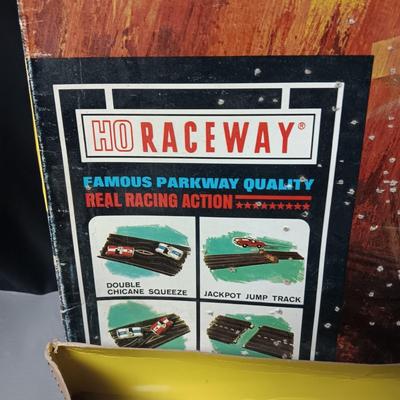 HO RACEWAY®
FAMOUS PARKWAY QUALITY
REAL RACING ACTION ★★★★★★★★★
DOUBLE
CHICANE SQUEEZE
JACKPOT JUMP TRACK